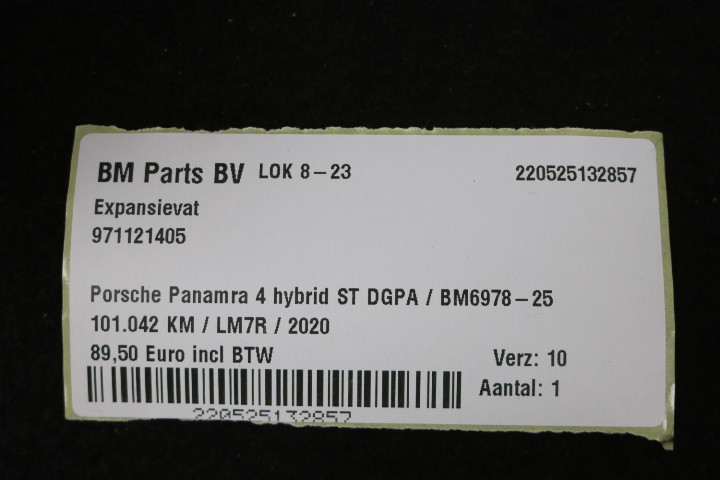 BM Parts BV LOK 8-23 220525132857
Expansievat
971121405
Porsche Panamra 4 hybrid ST DGPA / BM6978-25
101.042 KM / LM7R / 2020
89,50 Euro incl BTW Verz: 10
Aantal: 1
220525132857